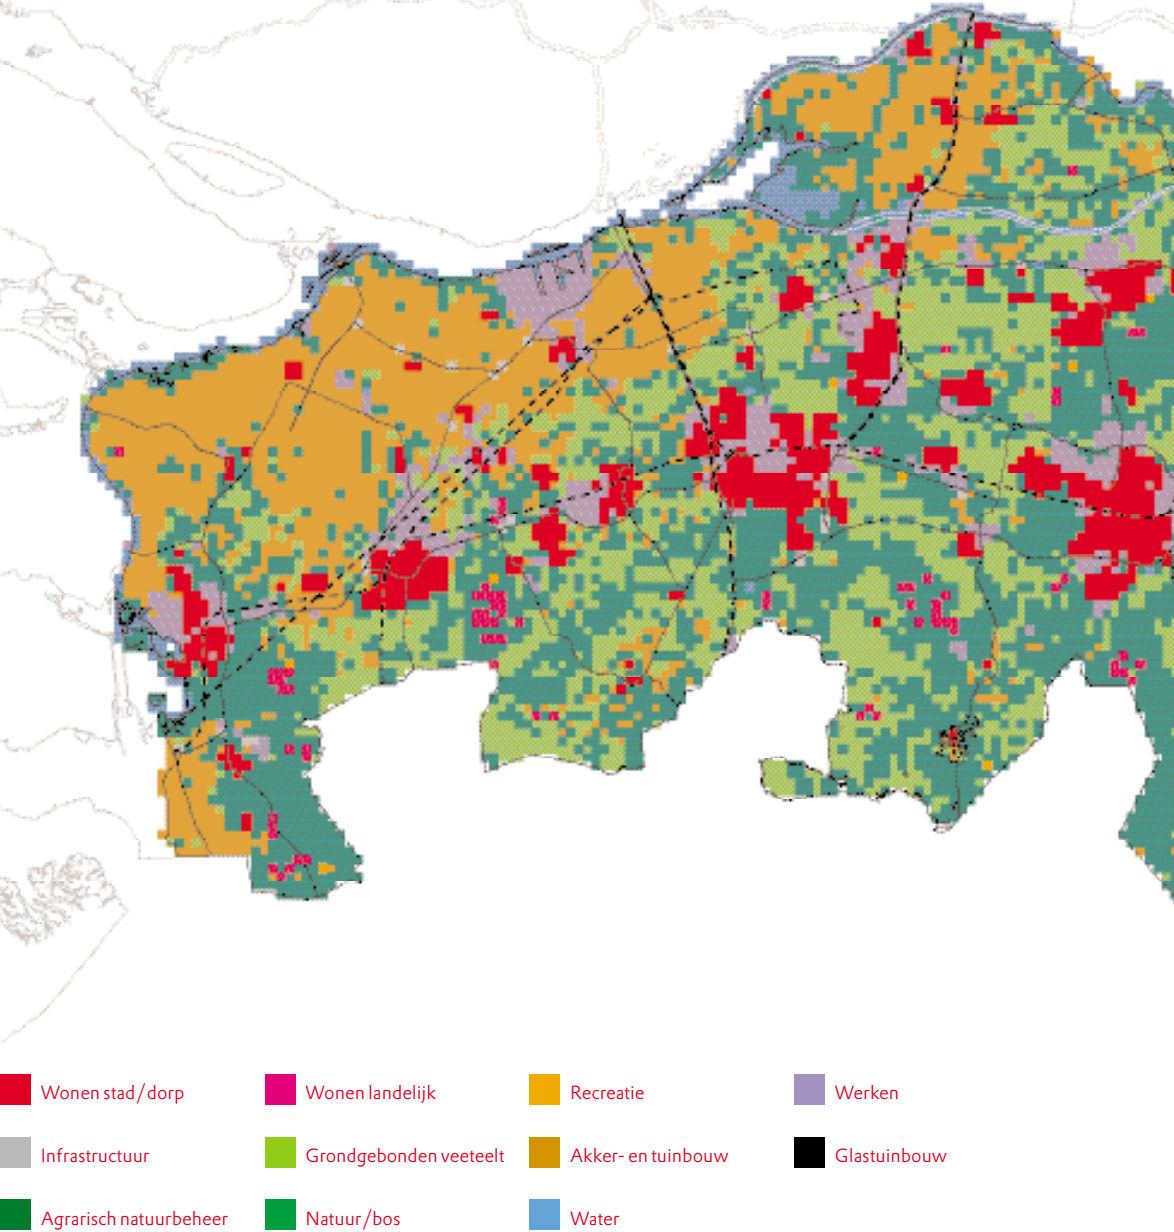 Wonen stad/dorp
Wonen landelijk
Recreatie
Werken
Infrastructuur
Grondgebonden veeteelt
Akker- en tuinbouw
Glastuinbouw
Agrarisch natuurbeheer
Natuur/bos
Water